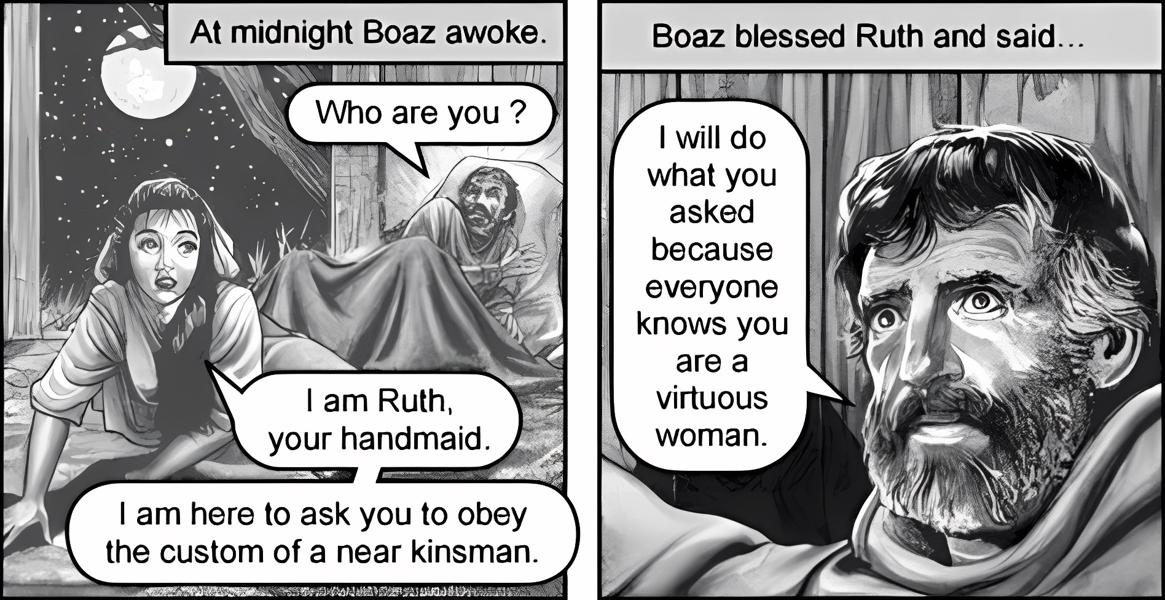 At midnight Boaz awoke.
Who are you ?
I am Ruth,
your handmaid.
I am here to ask you to obey
the custom of a near kinsman.
Boaz blessed Ruth and said...
I will do
what you
asked
because
everyone
knows you
are a
virtuous
woman.